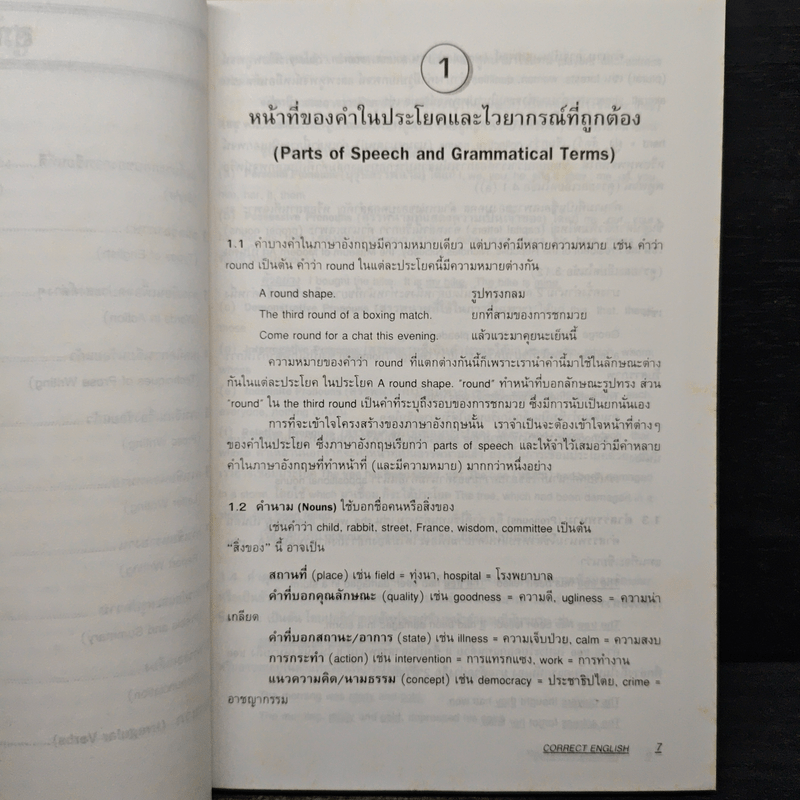 1
หน้าที่ของคำในประโยคและไวยากรณ์ที่ถูกต้อง
(Parts of Speech and Grammatical Terms)
1.1 คำบางคำในภาษาอังกฤษมีความหมายเดียว แต่บางคำมีหลายความหมาย เช่น คำว่า
round เป็นต้น คำว่า round ในแต่ละประโยคนี้มีความหมายต่างกัน
A round shape. รูปทรงกลม
The third round of a boxing match. ยกที่สามของการชกมวย
Come round for a chat this evening. แล้วแวะมาคุยนะเย็นนี้
ความหมายของคำว่า round ที่แตกต่างกันนี้ก็เพราะเรานำคำนี้มาใช้ในลักษณะต่าง
กันในแต่ละประโยค ในประโยค A round shape. "round" ทำหน้าที่บอกลักษณะรูปทรง ส่วน
"round" ใน the third round เป็นคำที่ระบุถึงรอบของการชกมวย ซึ่งมีการนับเป็นยกนั่นเอง
การที่จะเข้าใจโครงสร้างของภาษาอังกฤษนั้น เราจำเป็นจะต้องเข้าใจหน้าที่ต่างๆ
ของคำในประโยค ซึ่งภาษาอังกฤษเรียกว่า parts of speech และให้จำไว้เสมอว่ามีคำหลาย
คำในภาษาอังกฤษที่ทำหน้าที่ (และมีความหมาย) มากกว่าหนึ่งอย่าง
1.2 คำนาม (Nouns) ใช้บอกชื่อคนหรือสิ่งของ
เช่นคำว่า child, rabbit, street, France, wisdom, committee เป็นต้น
"สิ่งของ" นี้ อาจเป็น
สถานที่ (place) เช่น field = ทุ่งนา, hospital = โรงพยาบาล
คำที่บอกคุณลักษณะ (quality) เช่น goodness = ความดี, ugliness = ความน่า
เกลียด
คำที่บอกสถานะ/อาการ (state) เช่น illness = ความเจ็บป่วย, calm = ความสงบ
การกระทำ (action) เช่น intervention = การแทรกแซง, work = การทำงาน
แนวความคิด/นามธรรม (concept) เช่น democracy = ประชาธิปไตย, crime =
อาชญากรรม
CORRECT ENGLISH 7